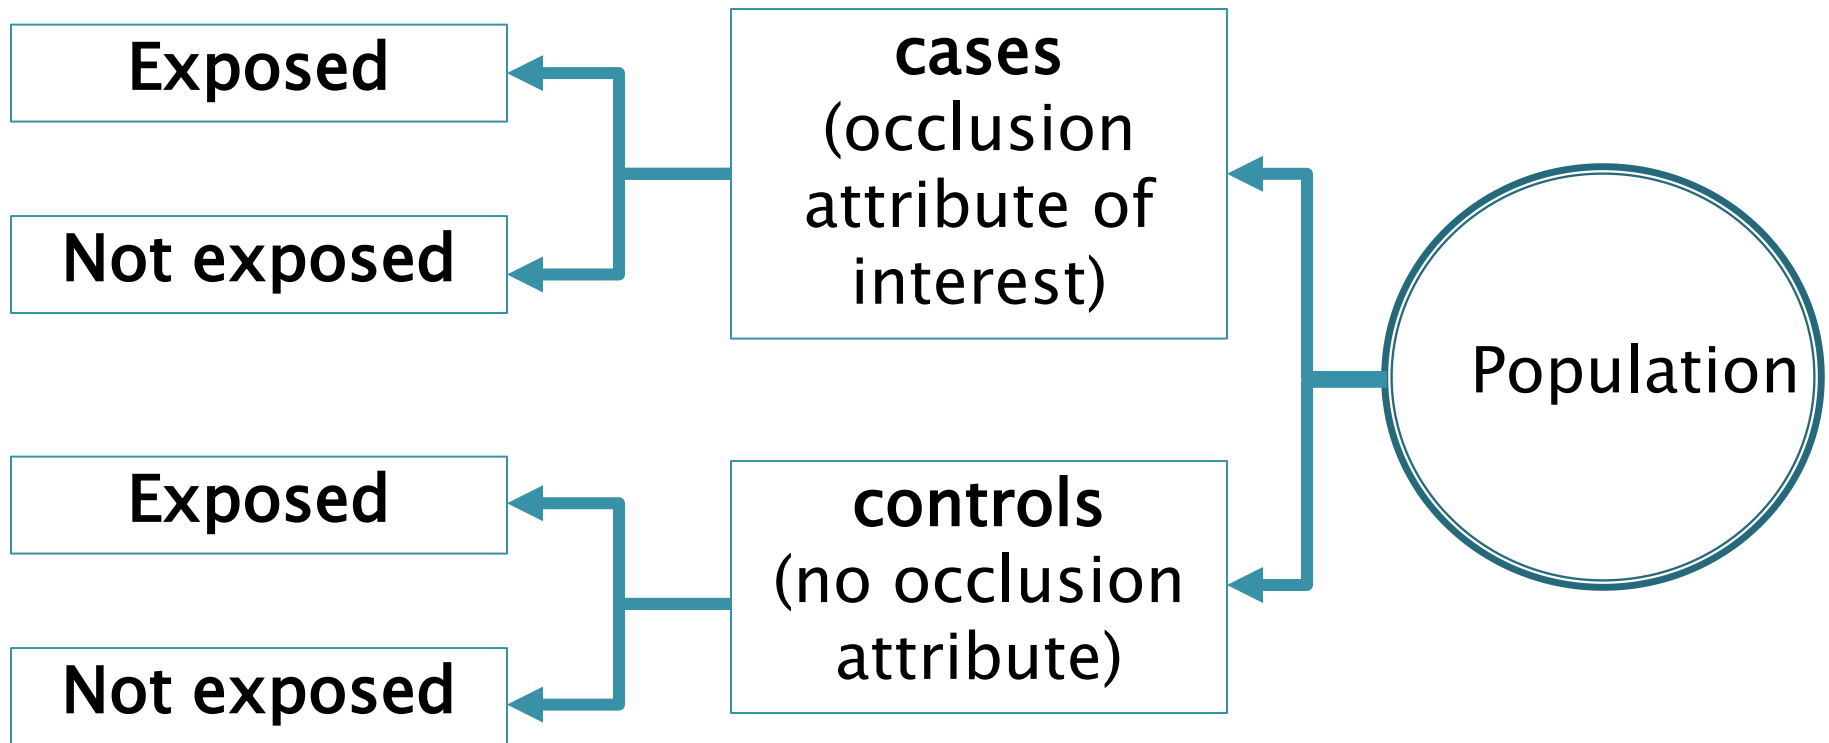 Exposed
Not exposed
cases
(occlusion
attribute of
interest)
Population
Exposed
Not exposed
controls
(no occlusion
attribute)